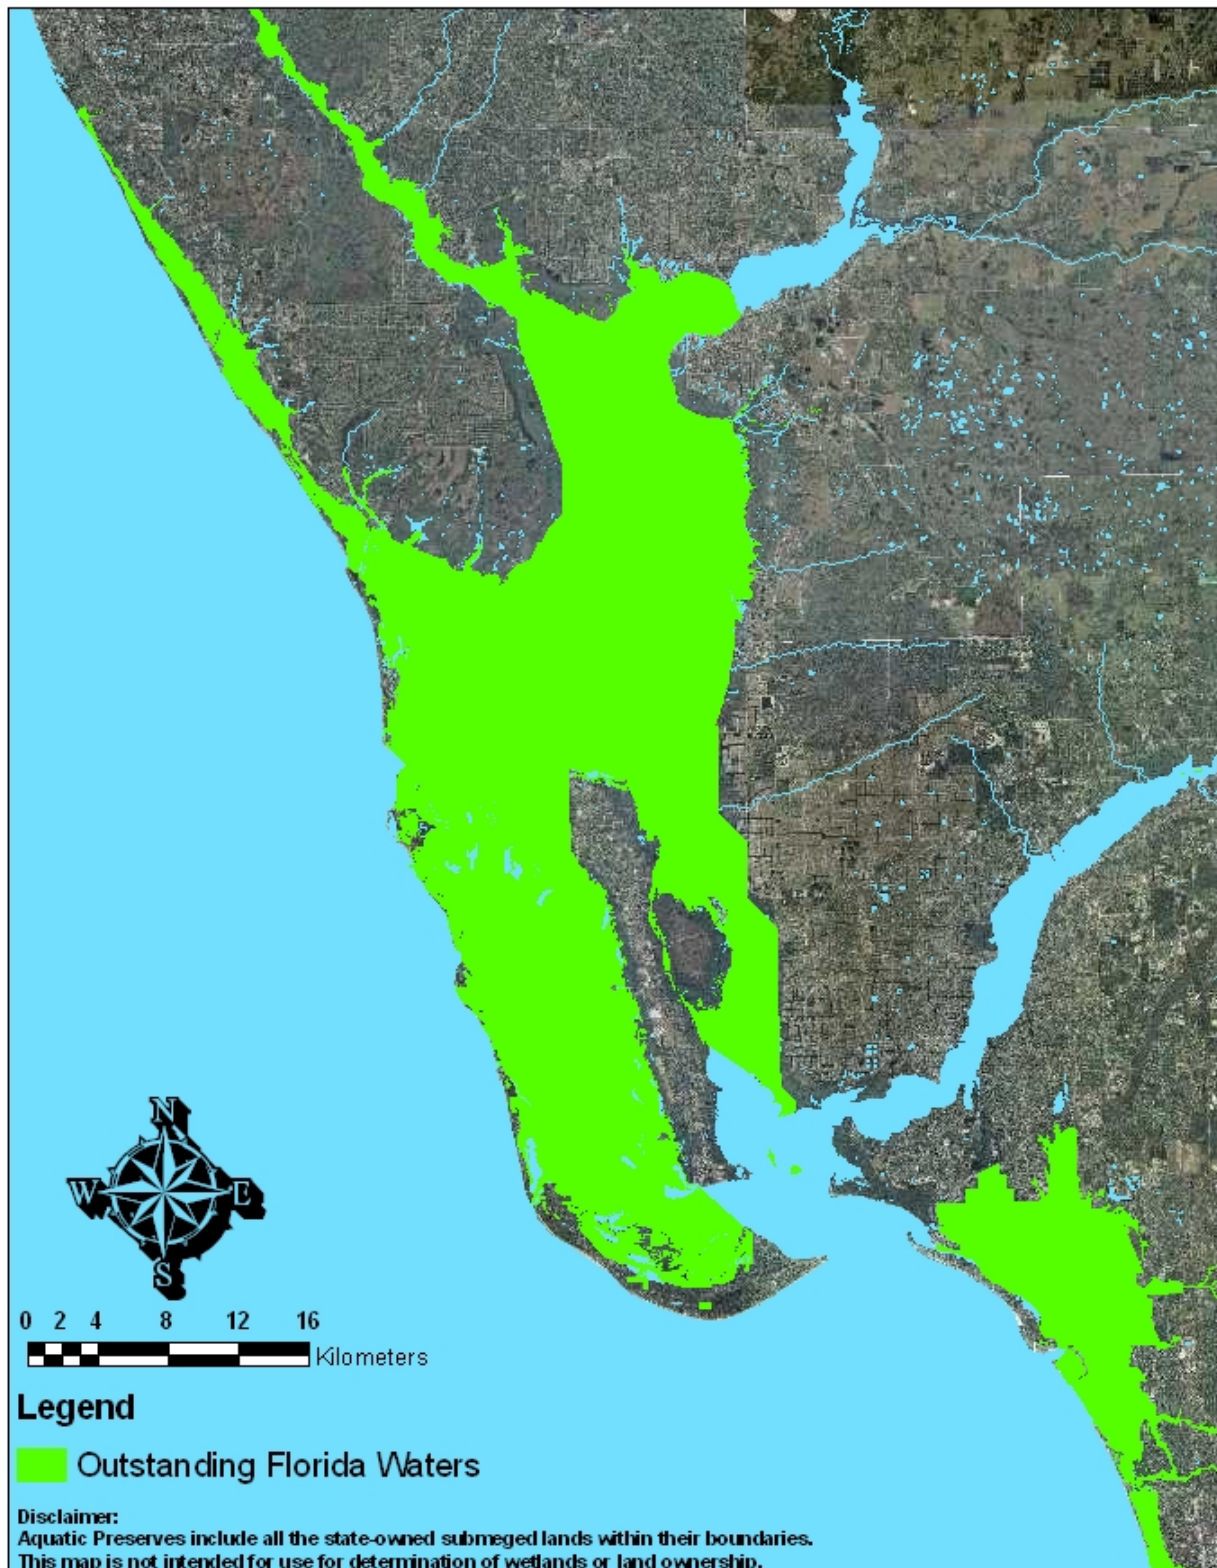 N
W E
S
0 2 4 8 12 16
Kilometers
Legend
Outstanding Florida Waters
Disclaimer:
Aquatic Preserves include all the state-owned submeged lands within their boundaries.
This map is not intended for use for determination of wetlands or land ownership.